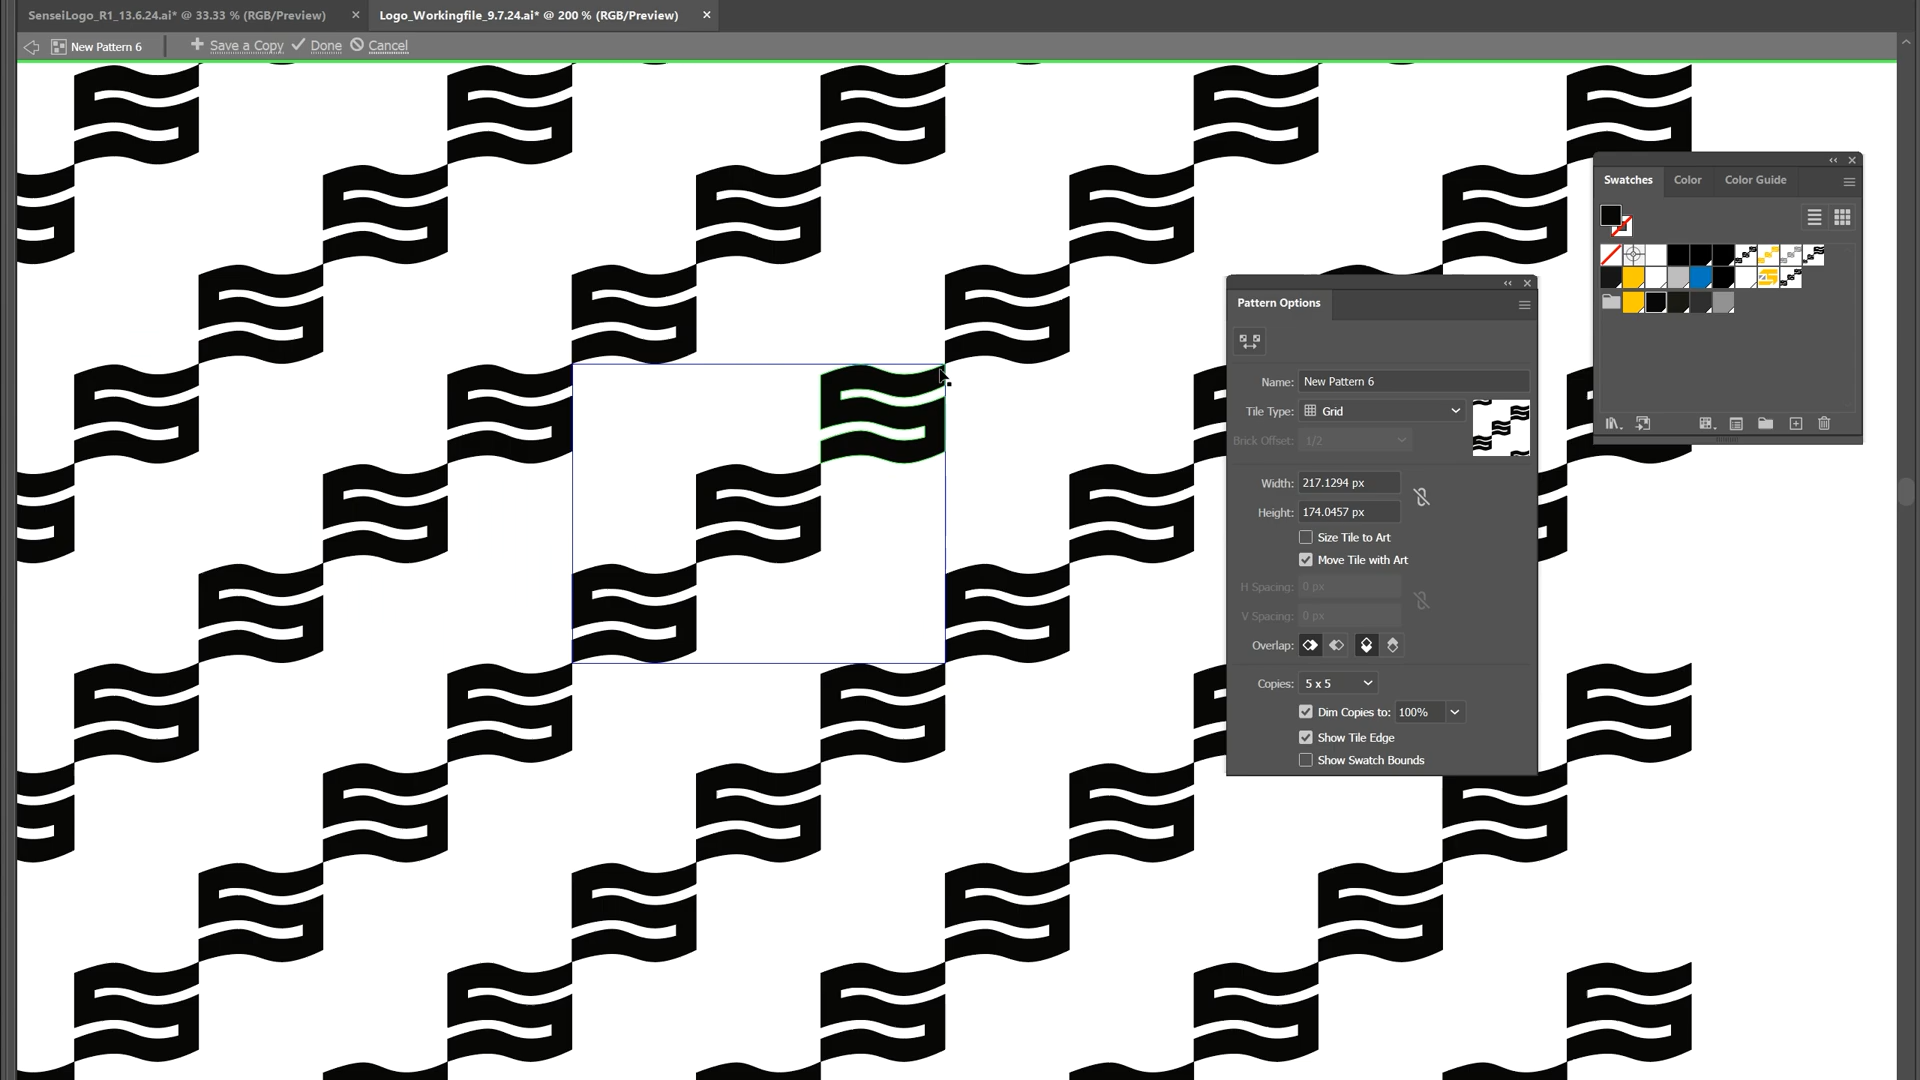 SenseiLogo_R1_13.6.24.ai* @ 33.33 % (RGB/Preview)
Logo_Workingfile_9.7.24.ai* @ 200 % (RGB/Preview)
New Pattern 6
Save a Copy
Done
Cancel
Swatches
Color
Color Guide
Pattern Options
Name: New Pattern 6
Tile Type: Grid
Brick Offset: 1/2
Width: 217.1294 px
Height: 174.0457 px
Size Tile to Art
Move Tile with Art
H Spacing: 0 px
V Spacing: 0 px
Overlap:
Copies: 5 x 5
Dim Copies to: 100%
Show Tile Edge
Show Swatch Bounds